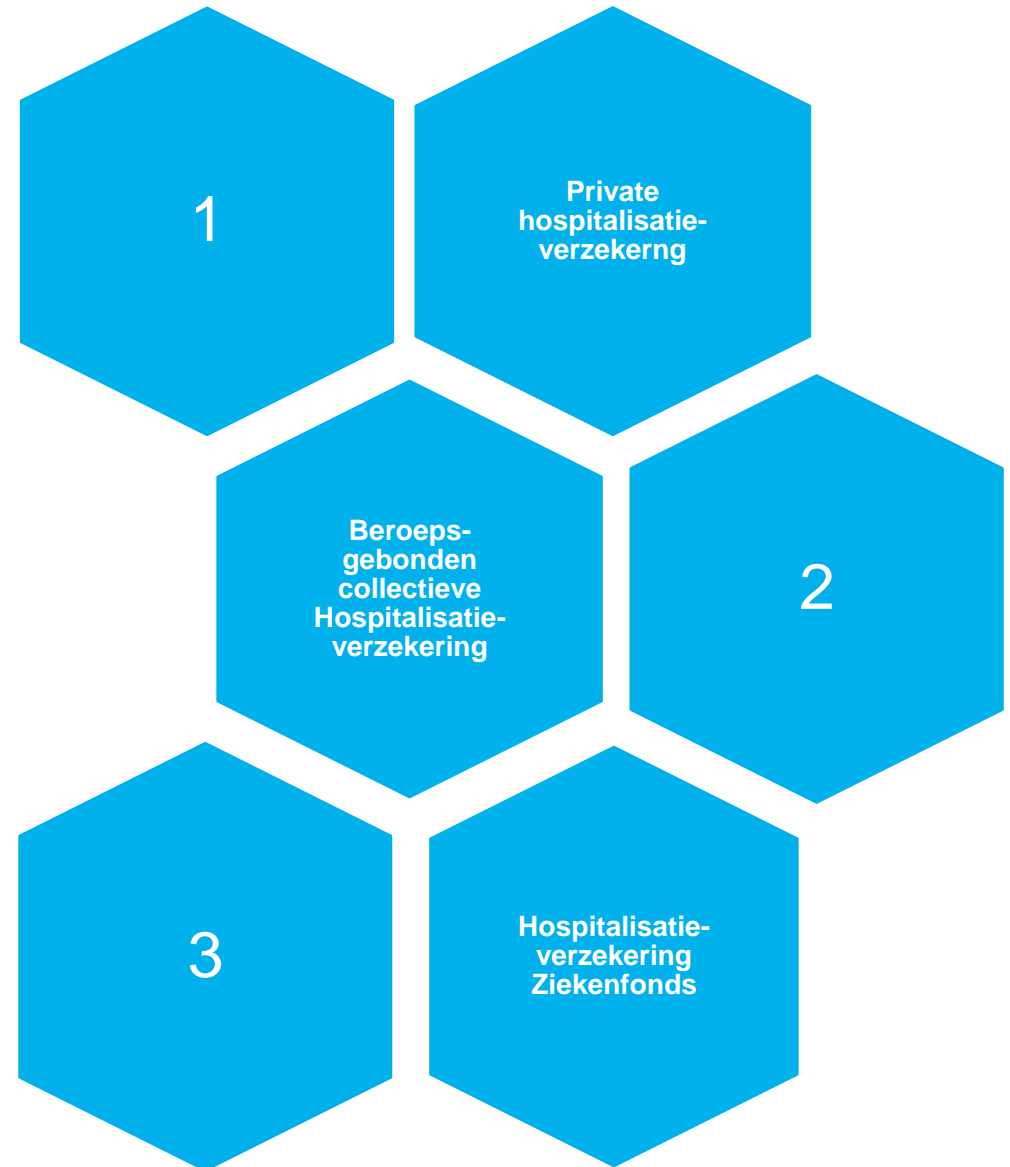 1
Private
hospitalisatie-
verzekerng
Beroeps-
gebonden
collectieve
Hospitalisatie-
verzekering
2
3
Hospitalisatie-
verzekering
Ziekenfonds